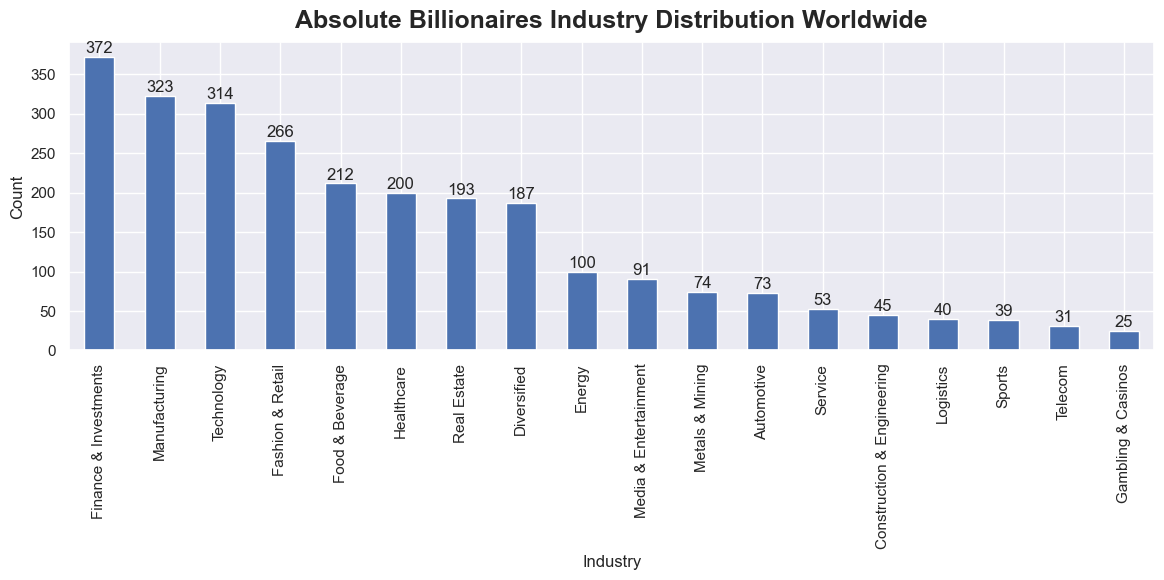 Absolute Billionaires Industry Distribution Worldwide
372
323
314
266
212
200
193
187
100
91
74
73
53
45
40
39
31
25
350
300
250
200
150
100
50
0
Count
Finance & Investments
Manufacturing
Technology
Fashion & Retail
Food & Beverage
Healthcare
Real Estate
Diversified
Energy
Media & Entertainment
Metals & Mining
Automotive
Service
Construction & Engineering
Logistics
Sports
Telecom
Gambling & Casinos
Industry